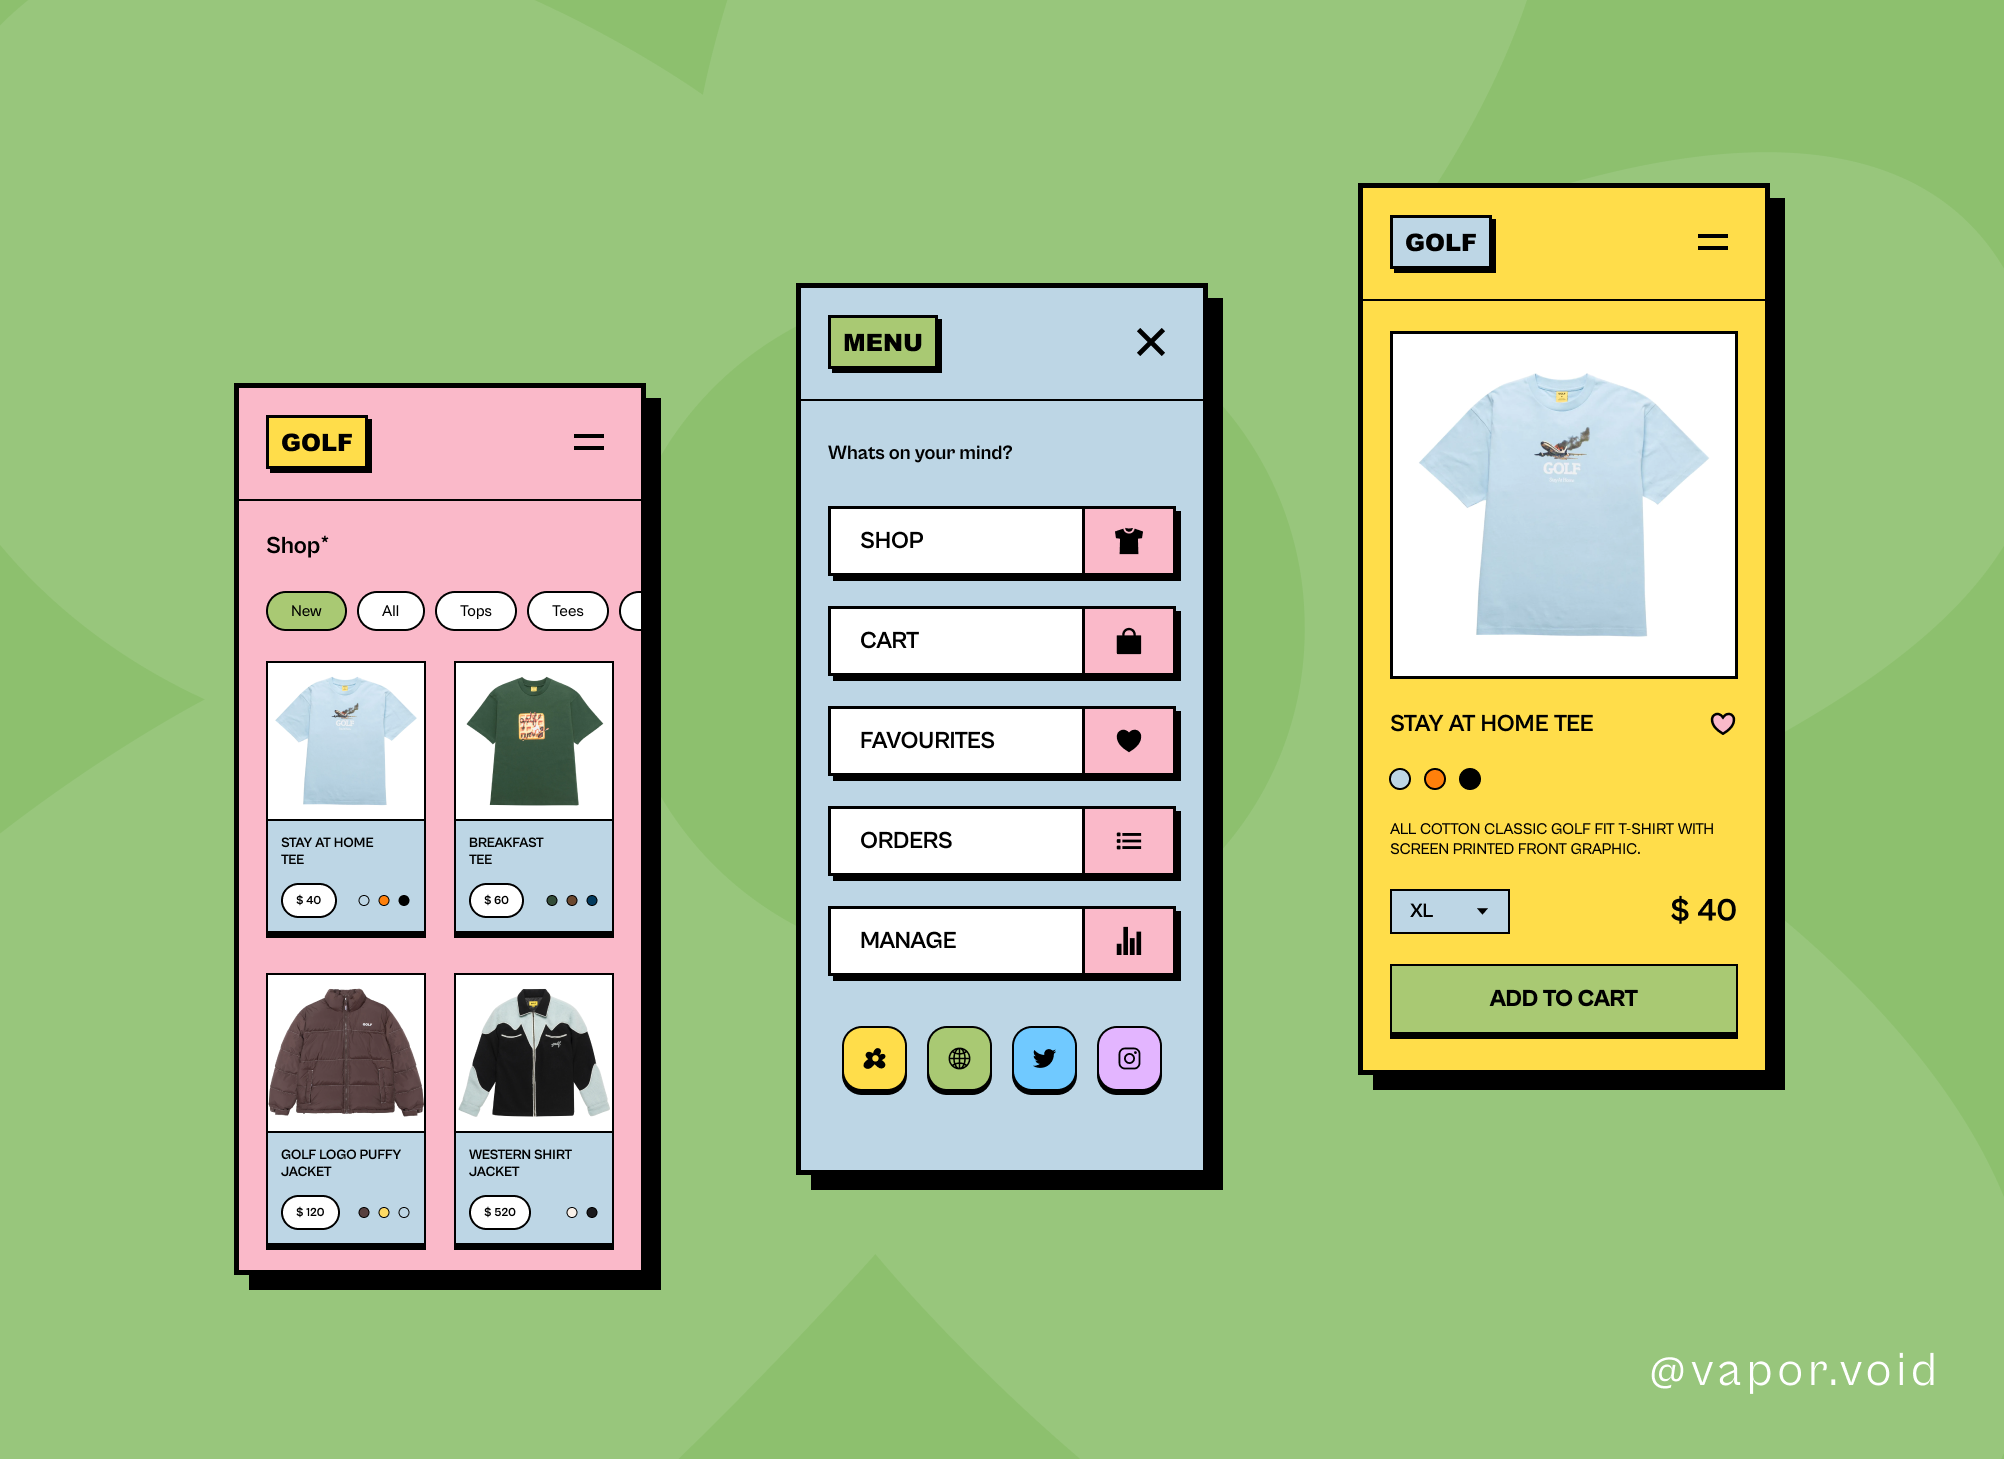 GOLF
Shop*
New
All
Tops
Tees
STAY AT HOME
TEE
$ 40
BREAKFAST
TEE
$ 60
GOLF
GOLF LOGO PUFFY
JACKET
$ 120
WESTERN SHIRT
JACKET
$ 520
MENU
Whats on your mind?
SHOP
CART
FAVOURITES
ORDERS
MANAGE
GOLF
GOLF
STAY AT HOME TEE
ALL COTTON CLASSIC GOLF FIT T-SHIRT WITH
SCREEN PRINTED FRONT GRAPHIC.
XL
$ 40
ADD TO CART
@vapor.void